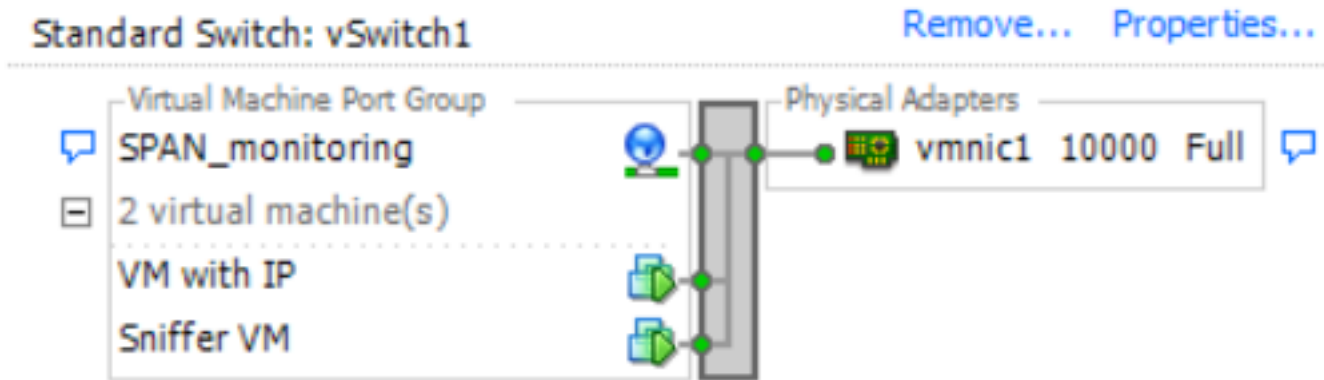 Standard Switch: vSwitch1 Remove... Properties...
Virtual Machine Port Group Physical Adapters
SPAN_monitoring vmnic1 10000 Full
2 virtual machine(s)
VM with IP
Sniffer VM